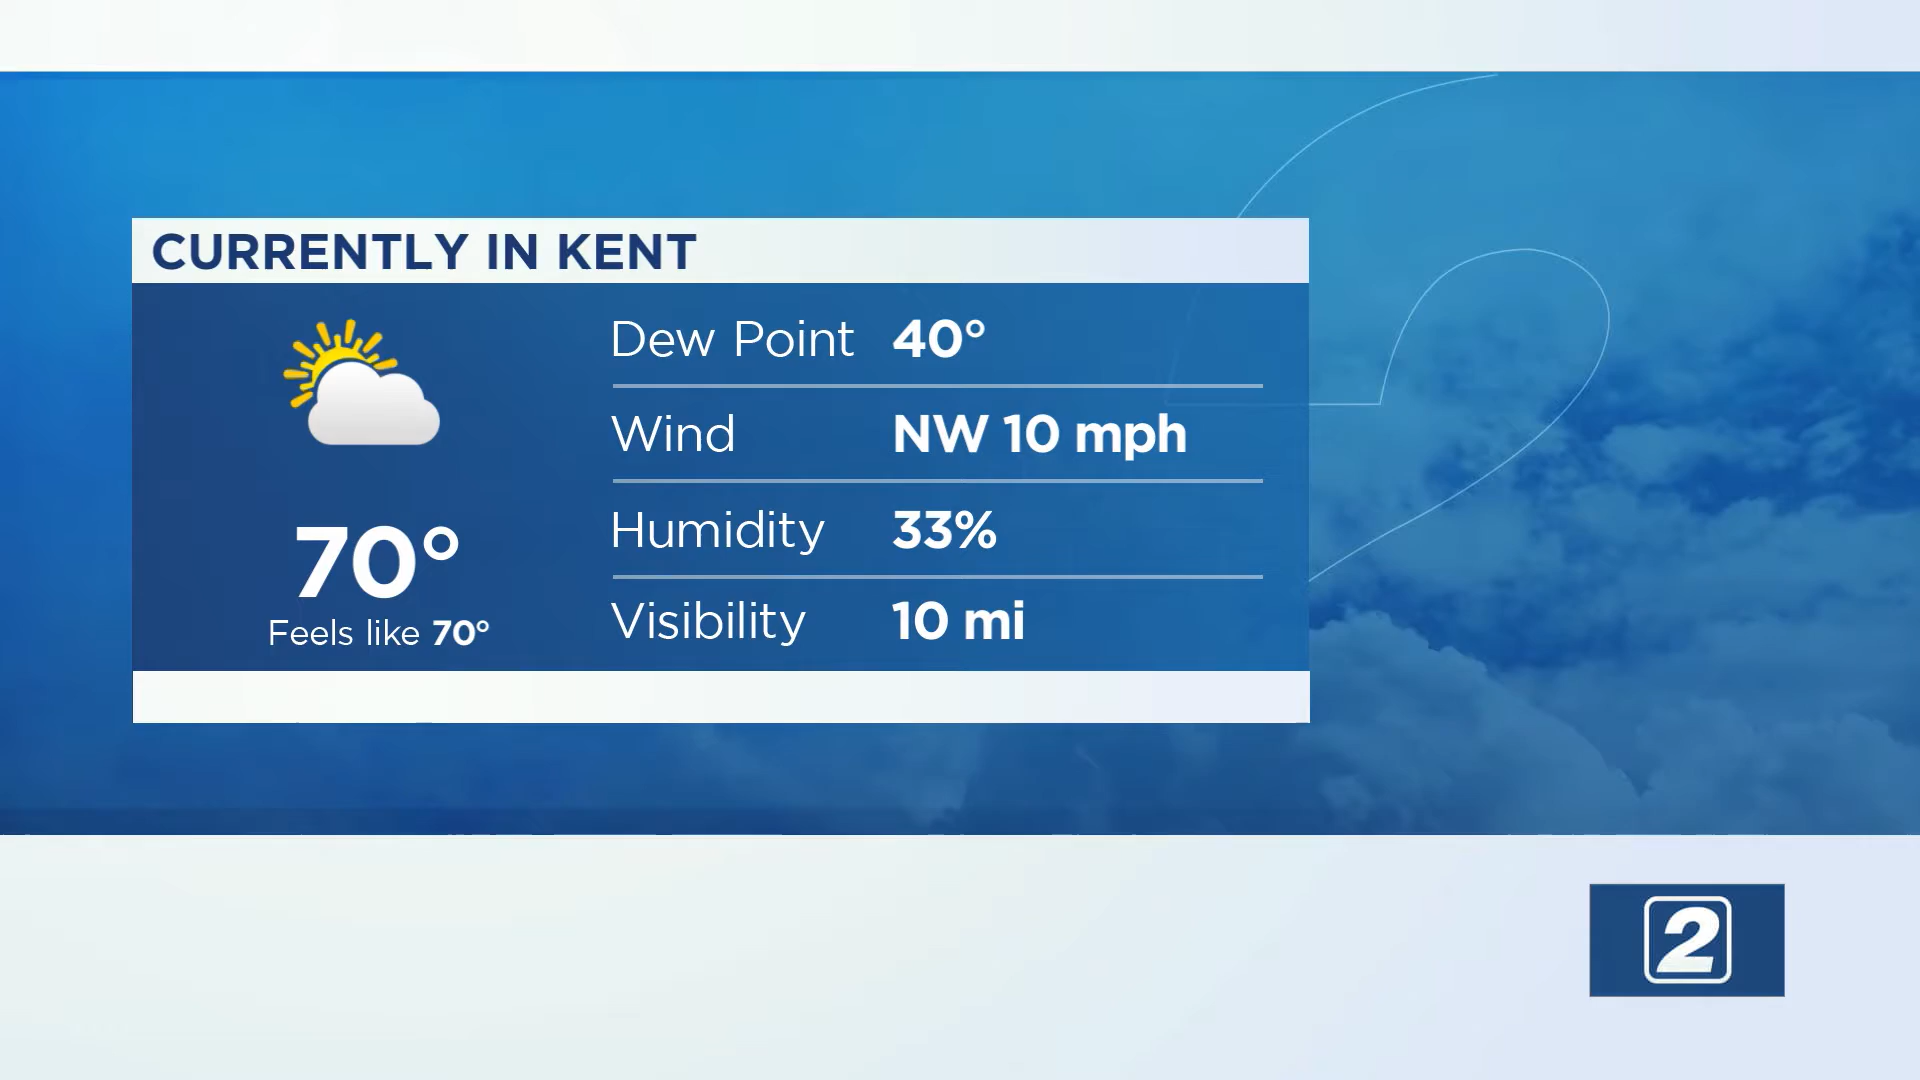 CURRENTLY IN KENT
70°
Feels like 70°
Dew Point 40°
Wind NW 10 mph
Humidity 33%
Visibility 10 mi
2